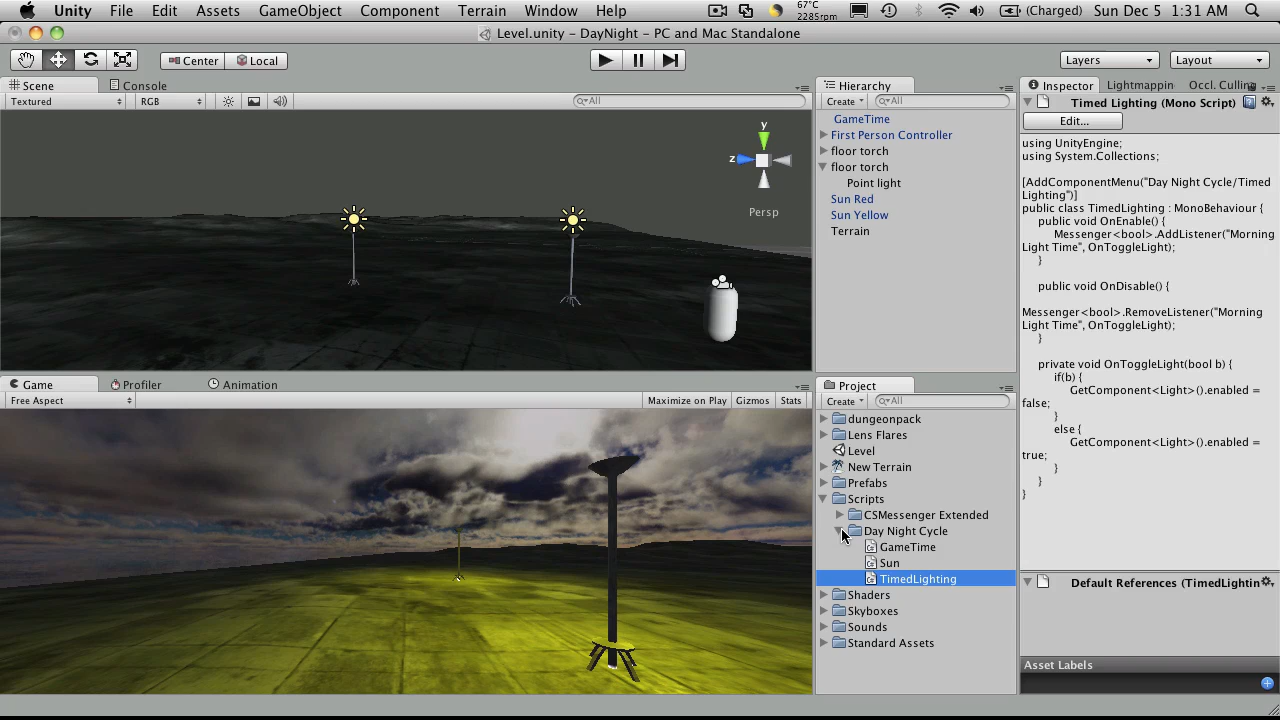 Unity File Edit Assets GameObject Component Terrain Window Help 67°C 2285rpm (Charged) Sun Dec 5 1:31 AM
Level.unity - DayNight - PC and Mac Standalone
Center Local Layers Layout
Scene Console
Textured RGB All
y
z
Persp
Game Profiler Animation
Free Aspect Maximize on Play Gizmos Stats
Hierarchy
Create All
GameTime
First Person Controller
floor torch
floor torch
Point light
Sun Red
Sun Yellow
Terrain
Project
Create All
dungeonpack
Lens Flares
Level
New Terrain
Prefabs
Scripts
CSMessenger Extended
Day Night Cycle
GameTime
Sun
TimedLighting
Shaders
Skyboxes
Sounds
Standard Assets
Inspector Lightmappin Occl. Culling
Timed Lighting (Mono Script)
Edit...
using UnityEngine;
using System.Collections;
[AddComponentMenu("Day Night Cycle/Timed
Lighting")]
public class TimedLighting : MonoBehaviour {
public void OnEnable() {
Messenger<bool>.AddListener("Morning
Light Time", OnToggleLight);
}
public void OnDisable() {
Messenger<bool>.RemoveListener("Morning
Light Time", OnToggleLight);
}
private void OnToggleLight(bool b) {
if(b) {
GetComponent<Light>().enabled =
false;
}
else {
GetComponent<Light>().enabled =
true;
}
}
}
Default References (TimedLightin
Asset Labels